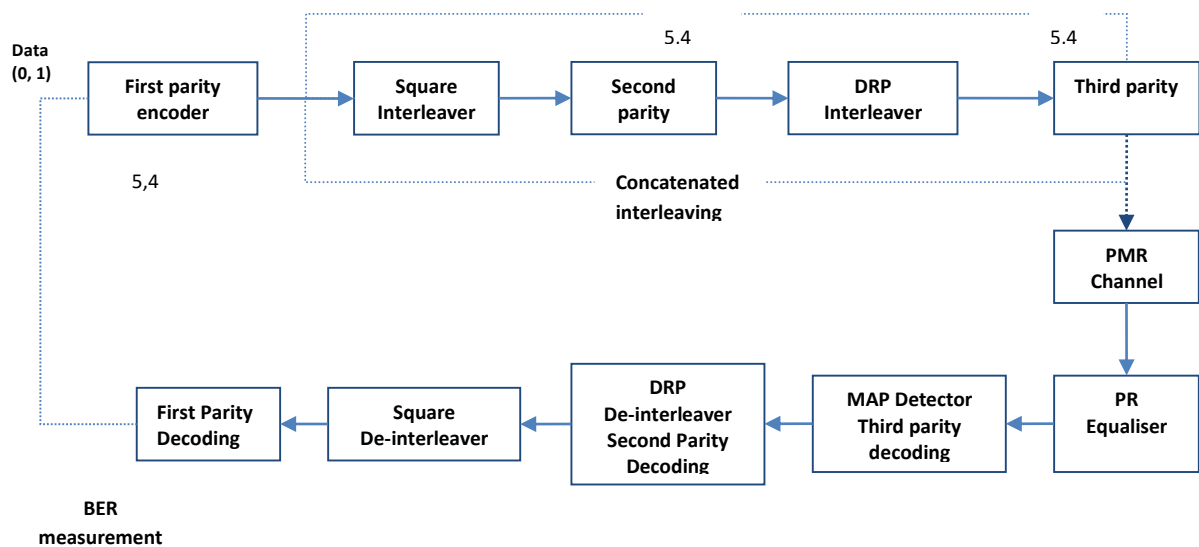 5.4
5.4
Data
(0, 1)
First parity
encoder
Square
Interleaver
Second
parity
DRP
Interleaver
Third parity
5,4
Concatenated
interleaving
PMR
Channel
First Parity
Decoding
Square
De-interleaver
DRP
De-interleaver
Second Parity
Decoding
MAP Detector
Third parity
decoding
PR
Equaliser
BER
measurement